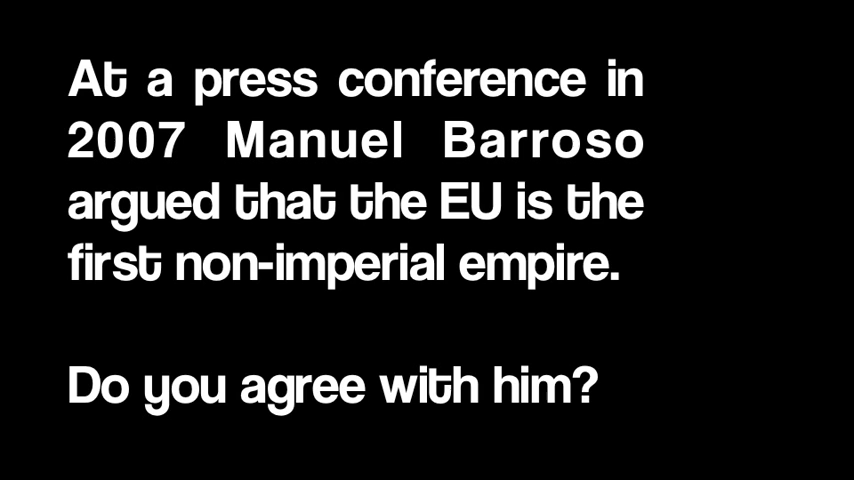 At a press conference in
2007 Manuel Barroso
argued that the EU is the
first non-imperial empire.
Do you agree with him?